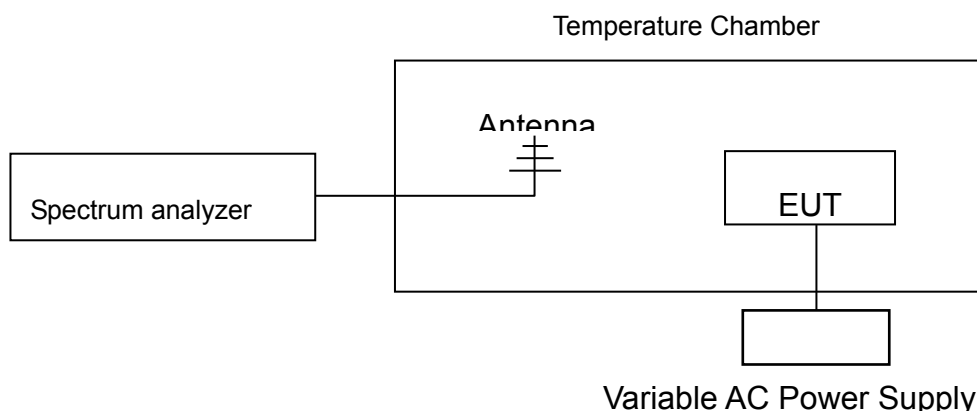 Temperature Chamber
Antenna
Spectrum analyzer
EUT
Variable AC Power Supply